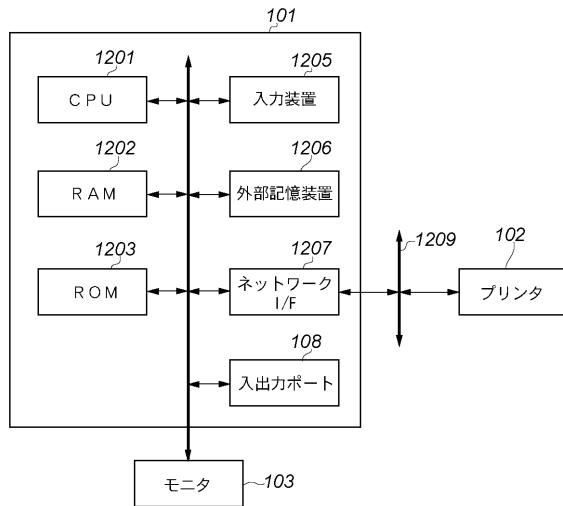 101
1201
CPU
1205
入力装置
1202
RAM
1206
外部記憶装置
1203
ROM
1207
ネットワーク
I/F
1209
102
プリンタ
108
入出力ポート
モニタ
103